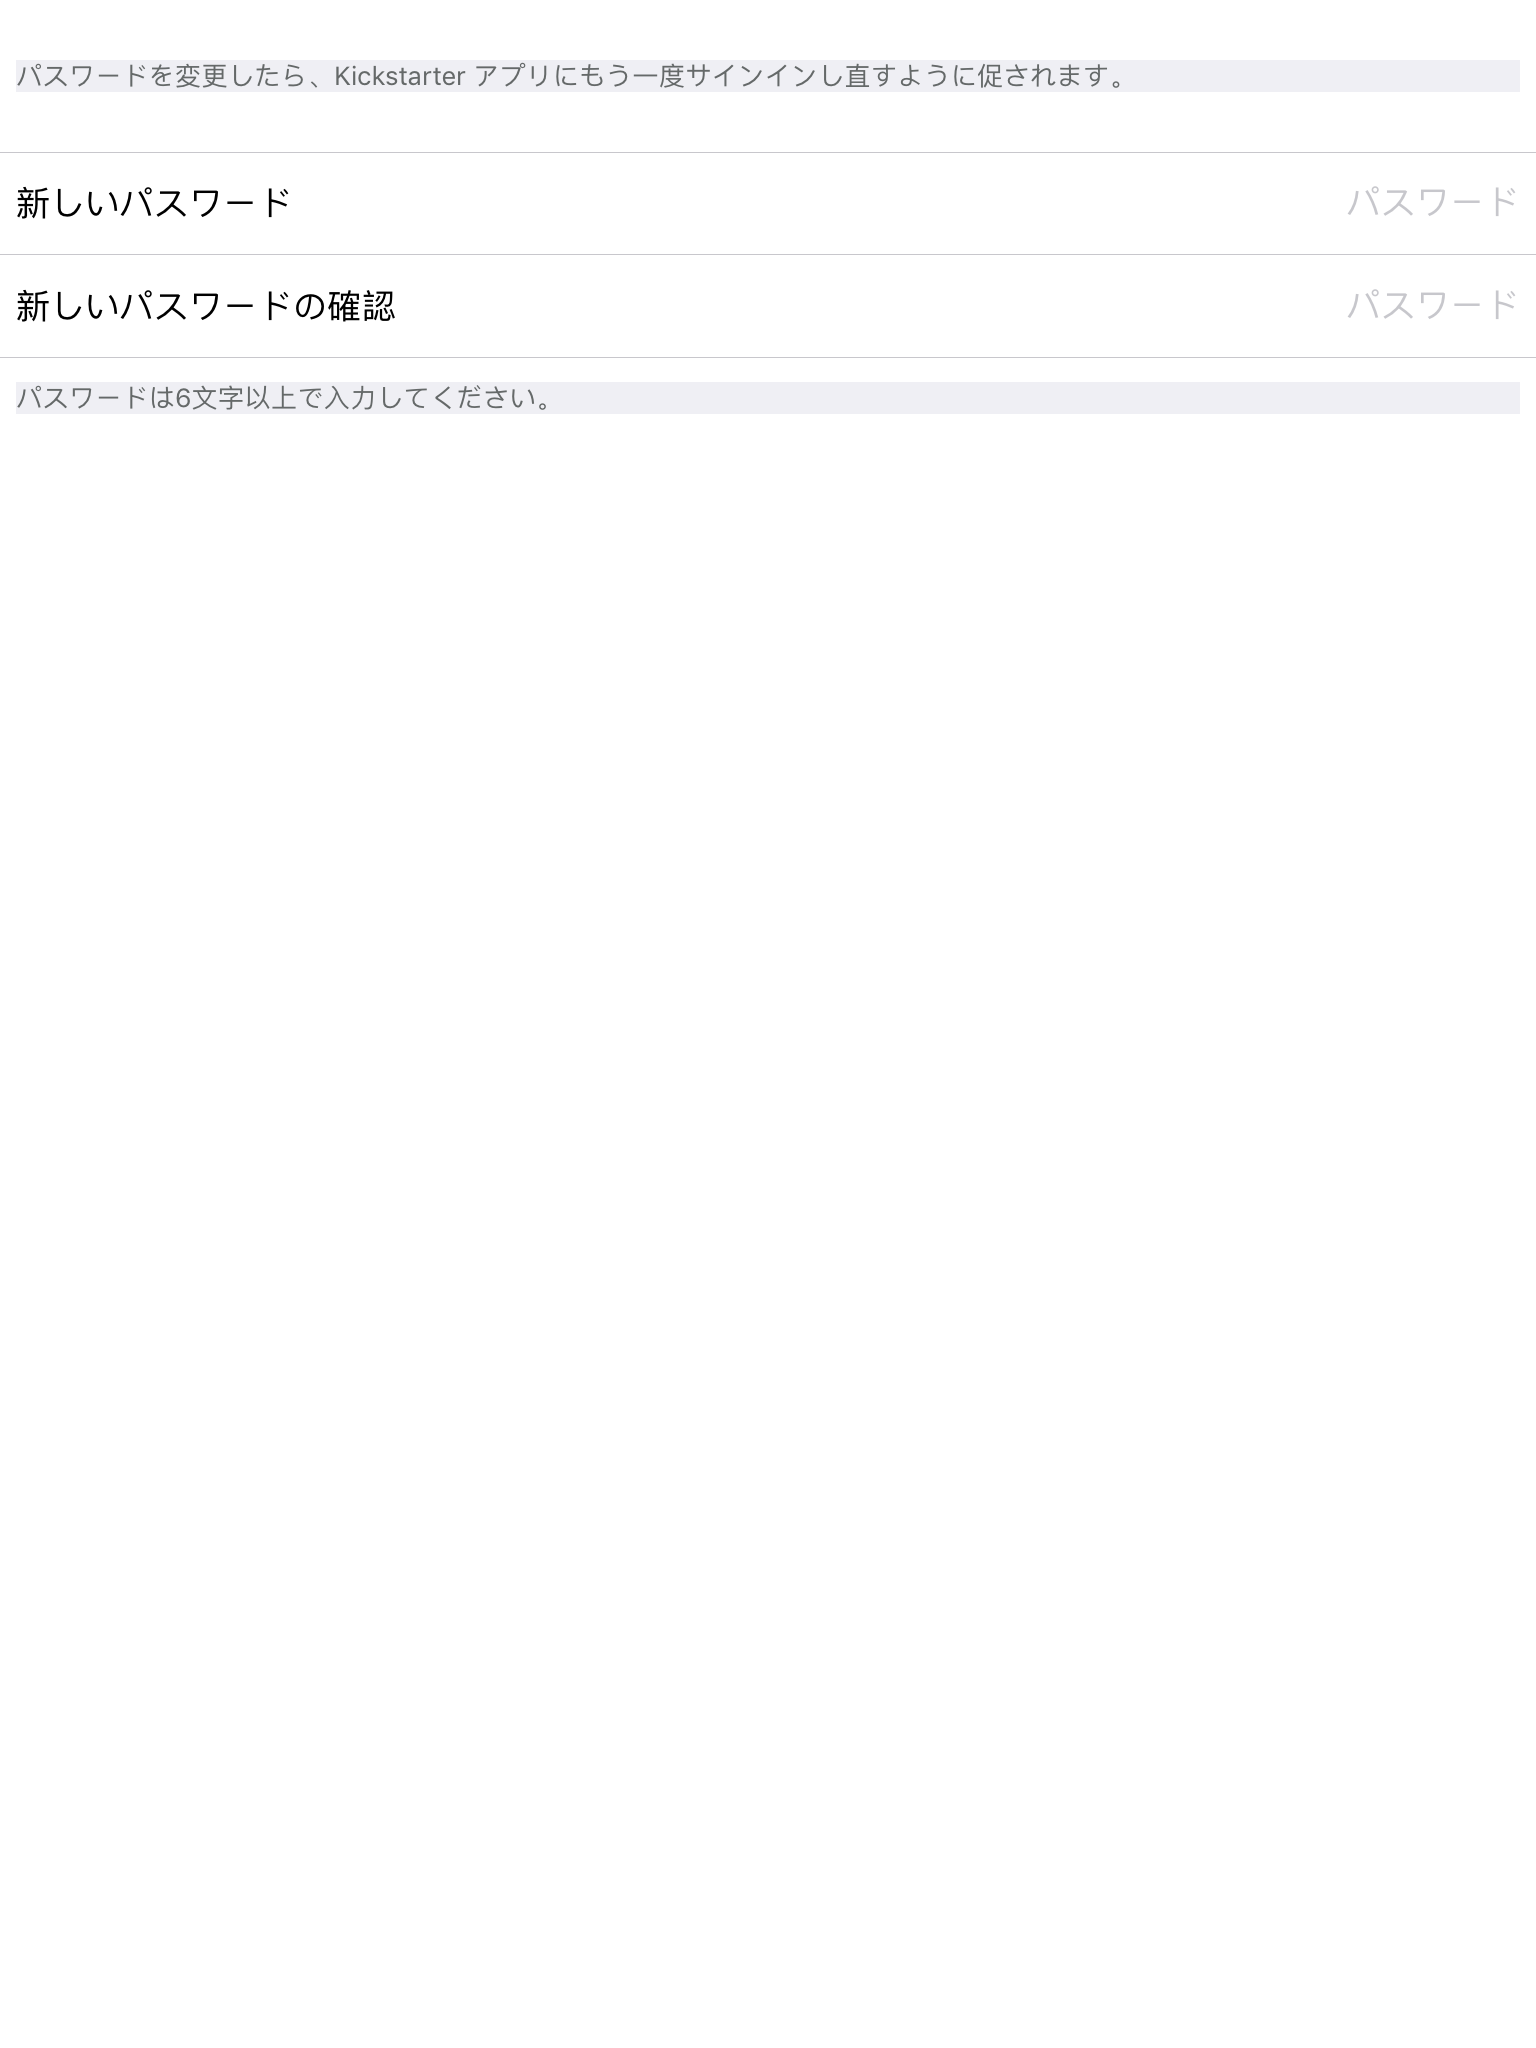 パスワードを変更したら、Kickstarter アプリにもう一度サインインし直すように促されます。
新しいパスワード パスワード
新しいパスワードの確認 パスワード
パスワードは6文字以上で入力してください。